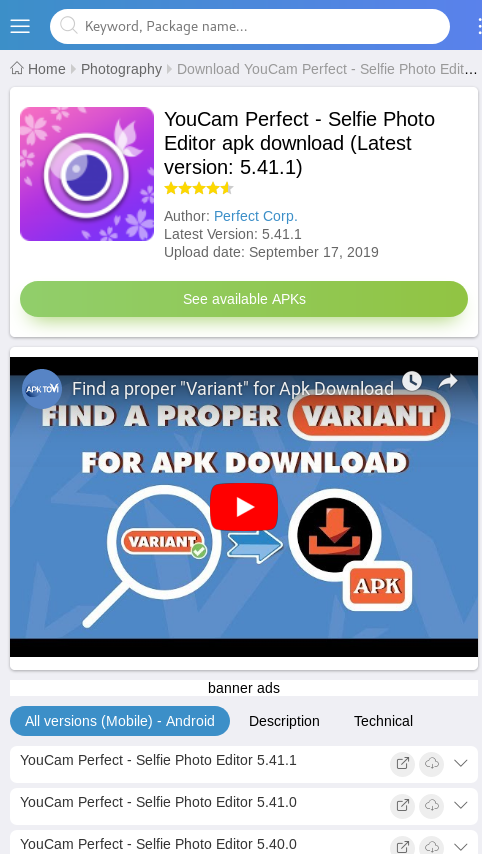 Keyword, Package name...
Home Photography Download YouCam Perfect - Selfie Photo Edit...
YouCam Perfect - Selfie Photo
Editor apk download (Latest
version: 5.41.1)
Author: Perfect Corp.
Latest Version: 5.41.1
Upload date: September 17, 2019
See available APKs
Find a proper "Variant" for Apk Download
FIND A PROPER VARIANT
FOR APK DOWNLOAD
VARIANT
APK
banner ads
All versions (Mobile) - Android Description Technical
YouCam Perfect - Selfie Photo Editor 5.41.1
YouCam Perfect - Selfie Photo Editor 5.41.0
YouCam Perfect - Selfie Photo Editor 5.40.0